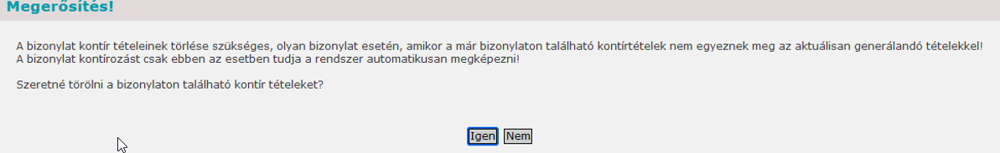 Megerősítés!
A bizonylat kontír tételeinek törlése szükséges, olyan bizonylat esetén, amikor a már bizonylaton található kontírtételek nem egyeznek meg az aktuálisan generálandó tételekkel!
A bizonylat kontírozást csak ebben az esetben tudja a rendszer automatikusan megképezni!
Szeretné törölni a bizonylaton található kontír tételeket?
Igen Nem